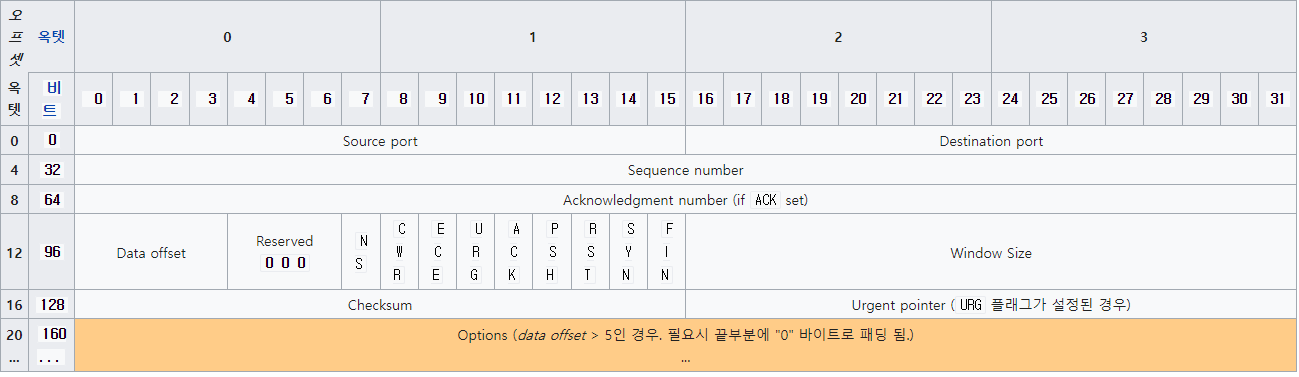 오프셋 옥텟 0 1 2 3
옥텟 비트 0 1 2 3 4 5 6 7 8 9 10 11 12 13 14 15 16 17 18 19 20 21 22 23 24 25 26 27 28 29 30 31
0 0 Source port Destination port
4 32 Sequence number
8 64 Acknowledgment number (if ACK set)
12 96 Data offset Reserved 0 0 0 NS CWR ECE URG ACK PSH RST SYN FIN Window Size
16 128 Checksum Urgent pointer (URG 플래그가 설정된 경우)
20 160 Options (data offset > 5인 경우. 필요시 끝부분에 "0" 바이트로 패딩 됨.)
... ... ...